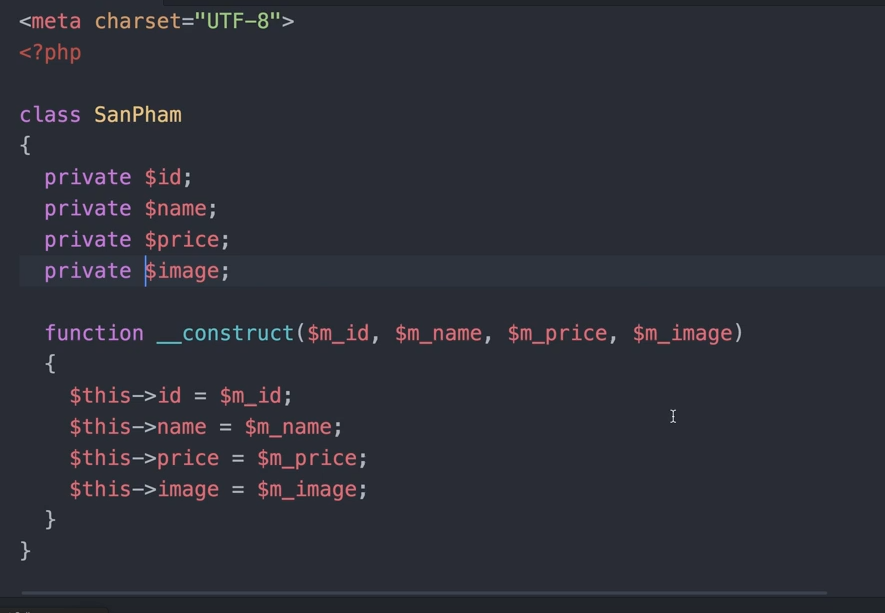 <meta charset="UTF-8">
<?php
class SanPham
{
private $id;
private $name;
private $price;
private $image;
function __construct($m_id, $m_name, $m_price, $m_image)
{
$this->id = $m_id;
$this->name = $m_name;
$this->price = $m_price;
$this->image = $m_image;
}
}